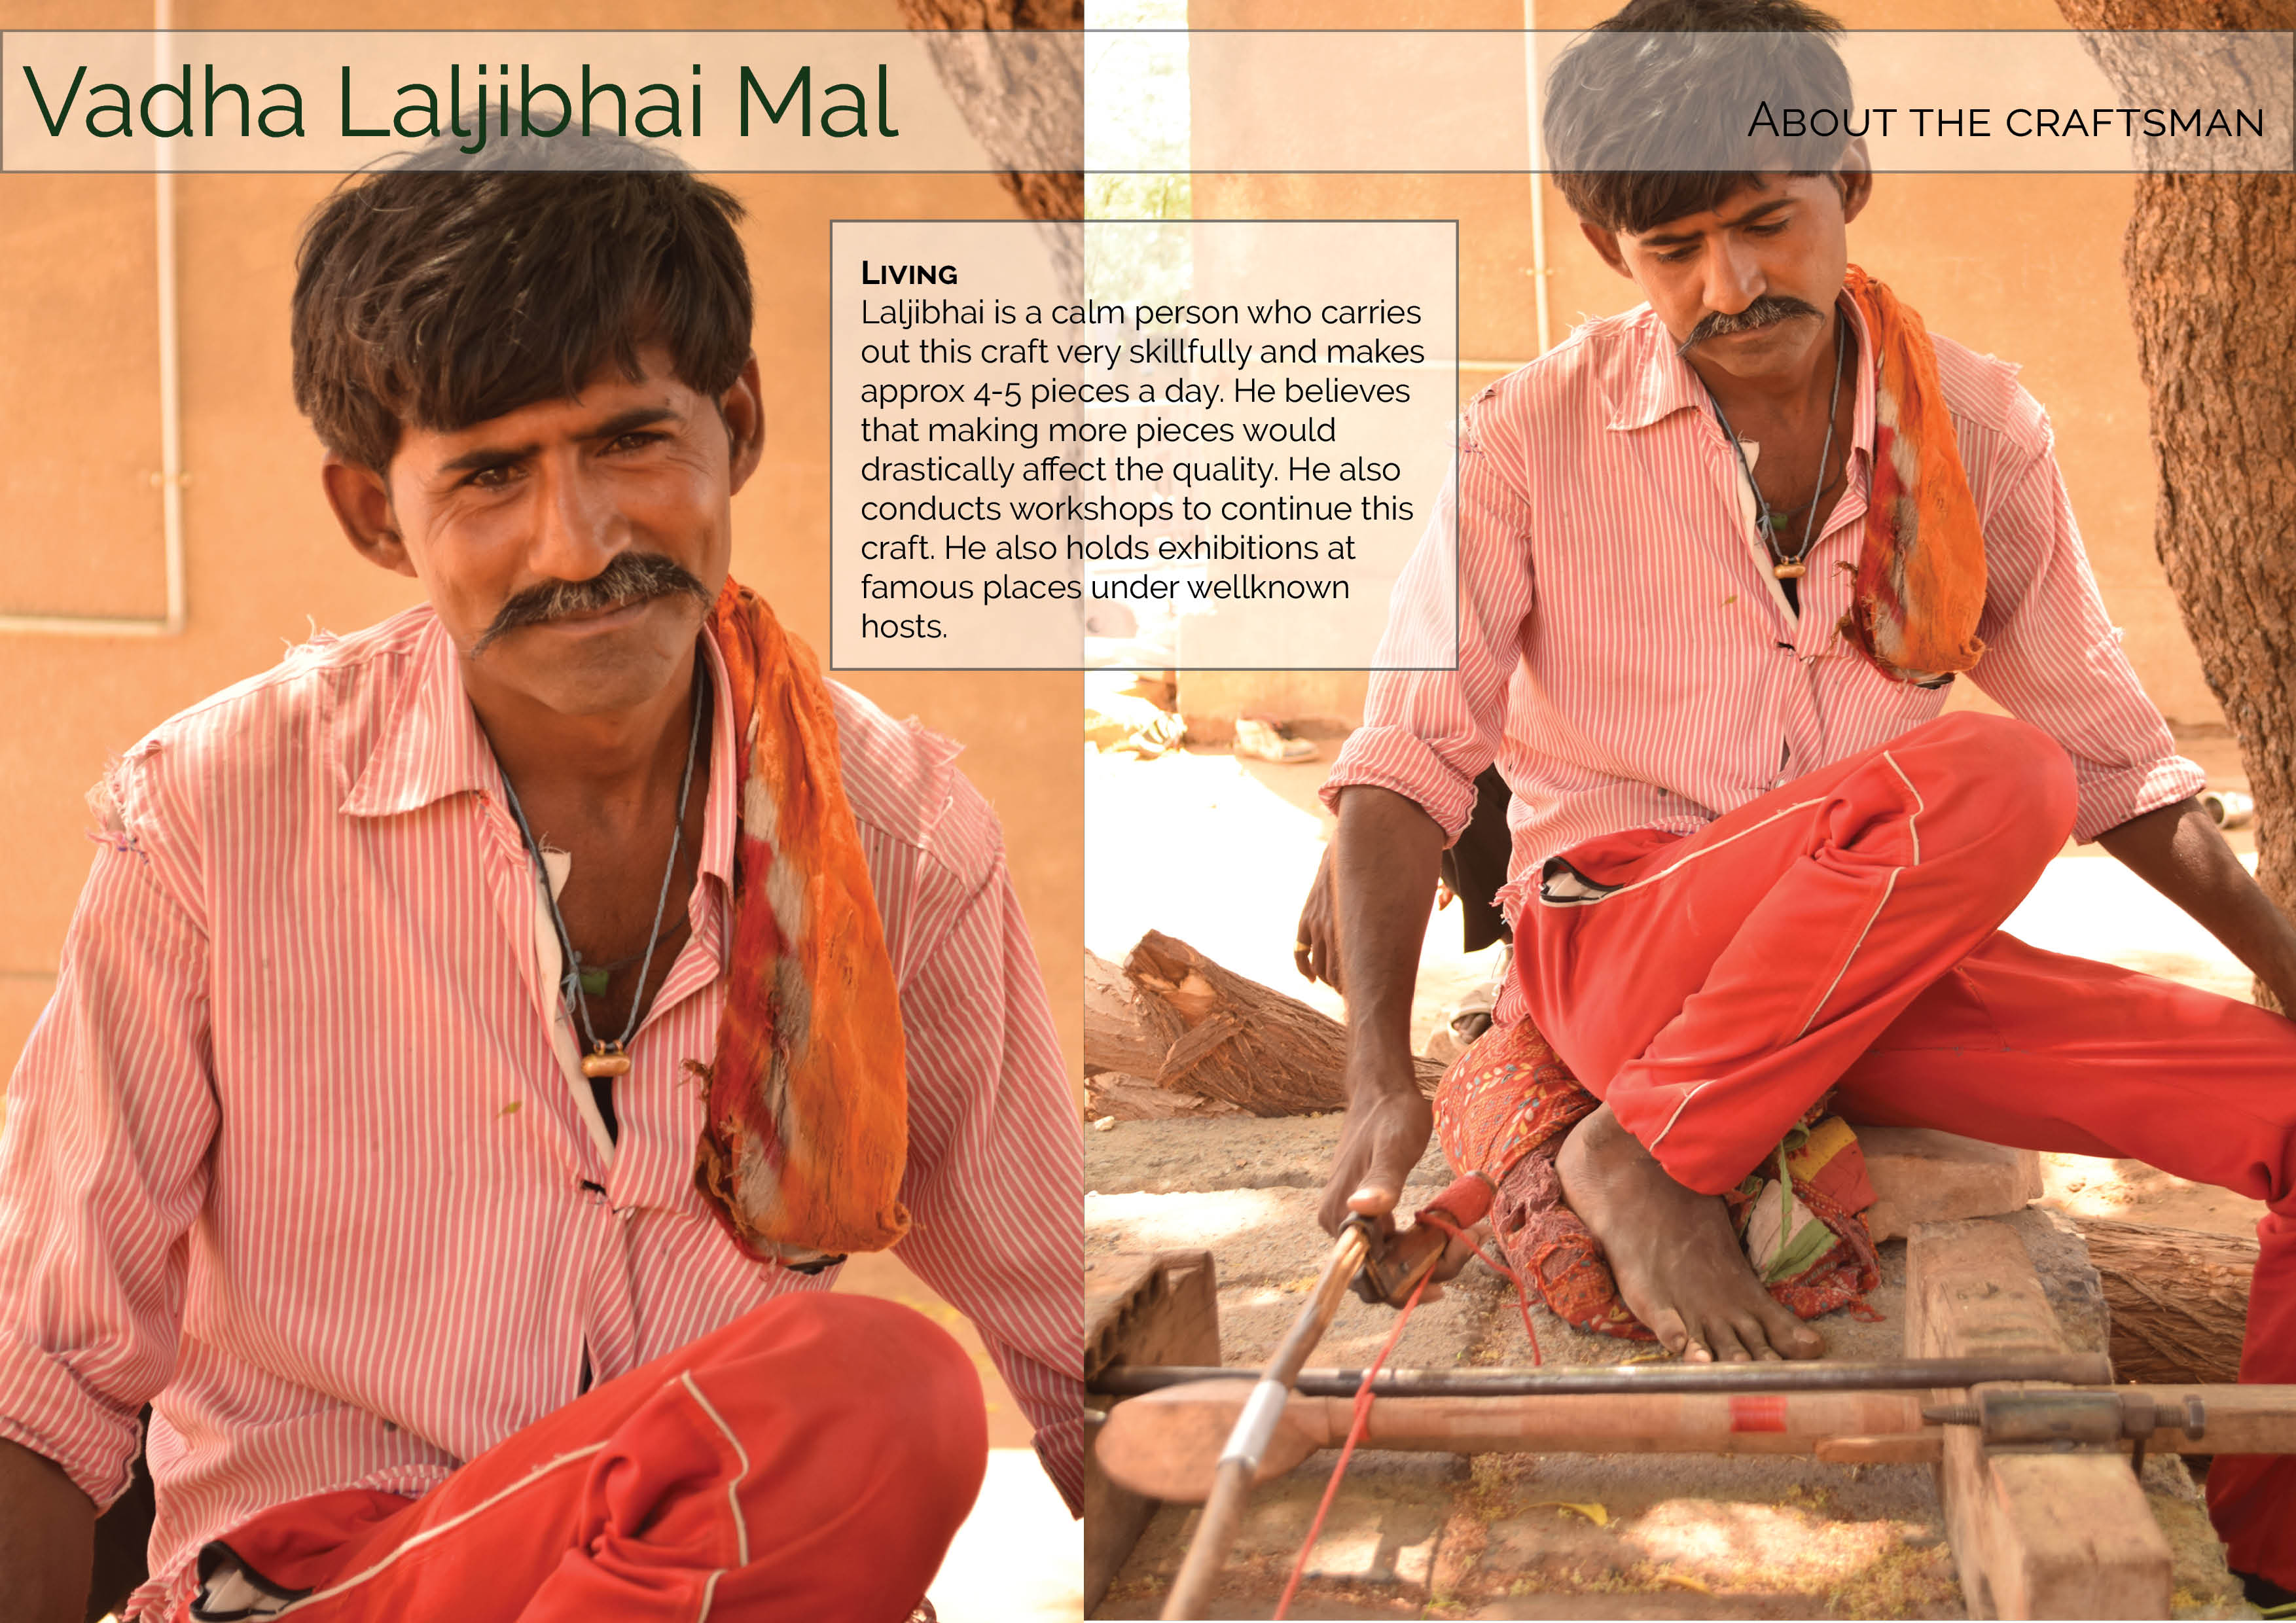 Vadha Laljibhai Mal
About the craftsman
Living
Laljibhai is a calm person who carries
out this craft very skillfully and makes
approx 4-5 pieces a day. He believes
that making more pieces would
drastically affect the quality. He also
conducts workshops to continue this
craft. He also holds exhibitions at
famous places under wellknown
hosts.